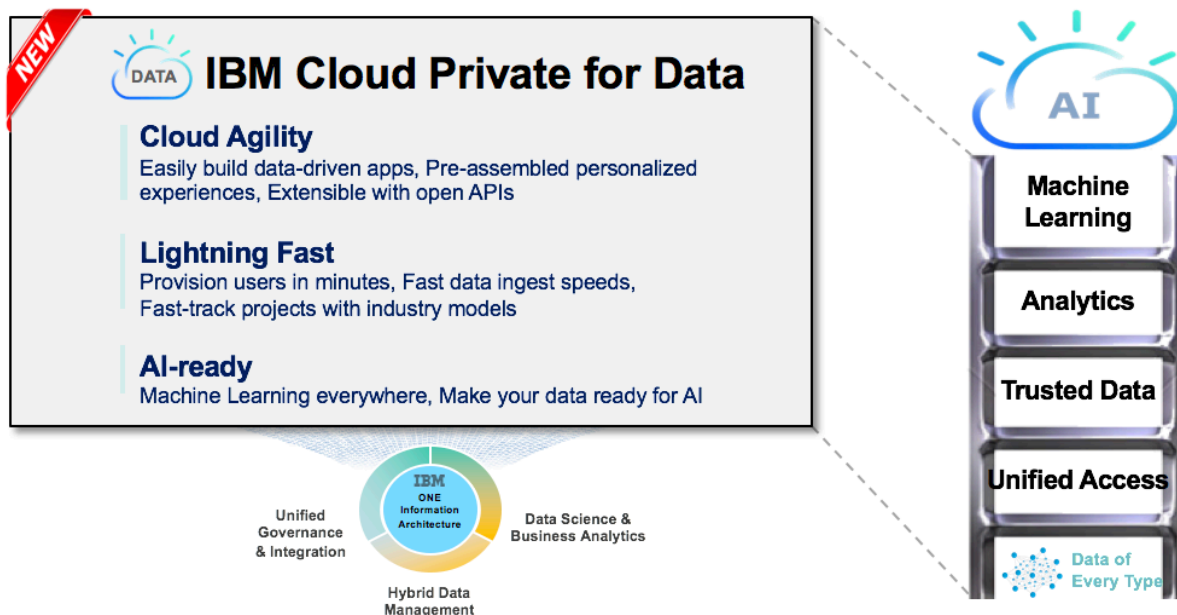 NEW
DATA
IBM Cloud Private for Data
Cloud Agility
Easily build data-driven apps, Pre-assembled personalized
experiences, Extensible with open APIs
Lightning Fast
Provision users in minutes, Fast data ingest speeds,
Fast-track projects with industry models
AI-ready
Machine Learning everywhere, Make your data ready for AI
IBM
ONE
Information
Architecture
Unified
Governance
& Integration
Data Science &
Business Analytics
Hybrid Data
Management
AI
Machine
Learning
Analytics
Trusted Data
Unified Access
Data of
Every Type